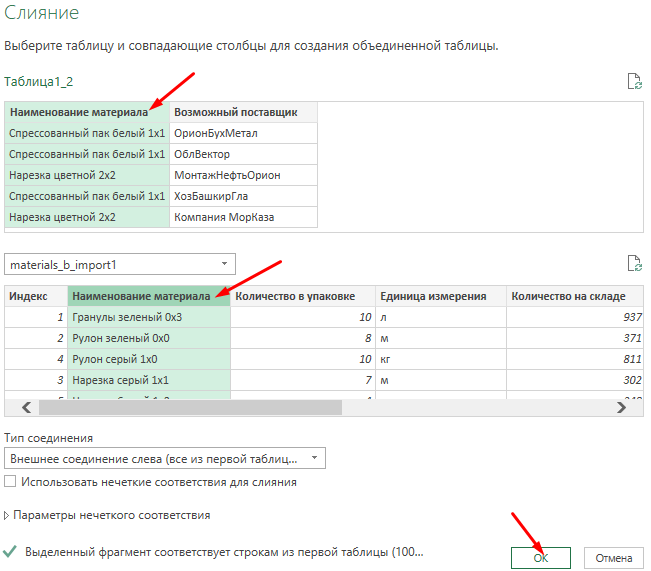 Слияние
Выберите таблицу и совпадающие столбцы для создания объединенной таблицы.
Таблица1_2
Наименование материала Возможный поставщик
Спрессованный пак белый 1x1 ОрионБухМетал
Спрессованный пак белый 1x1 ОблВектор
Нарезка цветной 2x2 МонтажНефтьОрион
Спрессованный пак белый 1x1 ХозБашкирГла
Нарезка цветной 2x2 Компания МорКаза
materials_b_import1
Индекс Наименование материала Количество в упаковке Единица измерения Количество на складе
1 Гранулы зеленый 0x3 10 л 937
2 Рулон зеленый 0x0 8 м 371
4 Рулон серый 1x0 10 кг 811
3 Нарезка серый 1x1 7 м 302
Тип соединения
Внешнее соединение слева (все из первой таблиц...
Использовать нечеткие соответствия для слияния
Параметры нечеткого соответствия
Выделенный фрагмент соответствует строкам из первой таблицы (100...
ОК Отмена